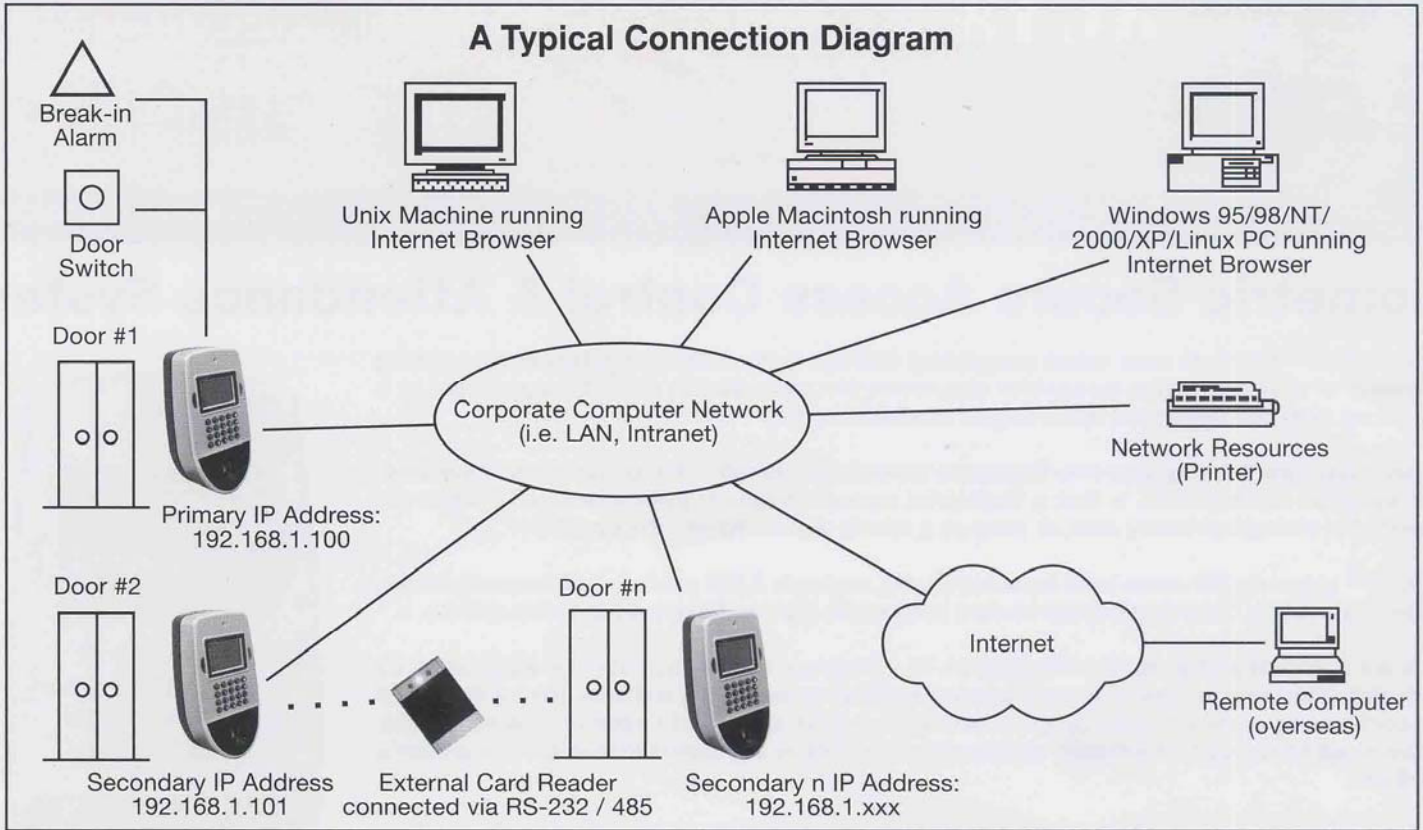 A Typical Connection Diagram
Break-in
Alarm
Door
Switch
Unix Machine running
Internet Browser
Apple Macintosh running
Internet Browser
Windows 95/98/NT/
2000/XP/Linux PC running
Internet Browser
Door #1
Primary IP Address:
192.168.1.100
Corporate Computer Network
(i.e. LAN, Intranet)
Network Resources
(Printer)
Door #2
Secondary IP Address
192.168.1.101
External Card Reader
connected via RS-232 / 485
Door #n
Secondary n IP Address:
192.168.1.xxx
Internet
Remote Computer
(overseas)